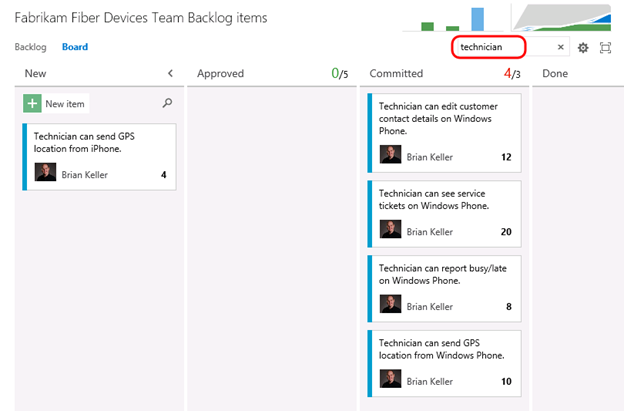 Fabrikam Fiber Devices Team Backlog items
Backlog Board
technician
New
Approved 0/5
Committed 4/3
Done
New item
Technician can send GPS
location from iPhone.
Brian Keller 4
Technician can edit customer
contact details on Windows
Phone.
Brian Keller 12
Technician can see service
tickets on Windows Phone.
Brian Keller 20
Technician can report busy/late
on Windows Phone.
Brian Keller 8
Technician can send GPS
location from Windows Phone.
Brian Keller 10